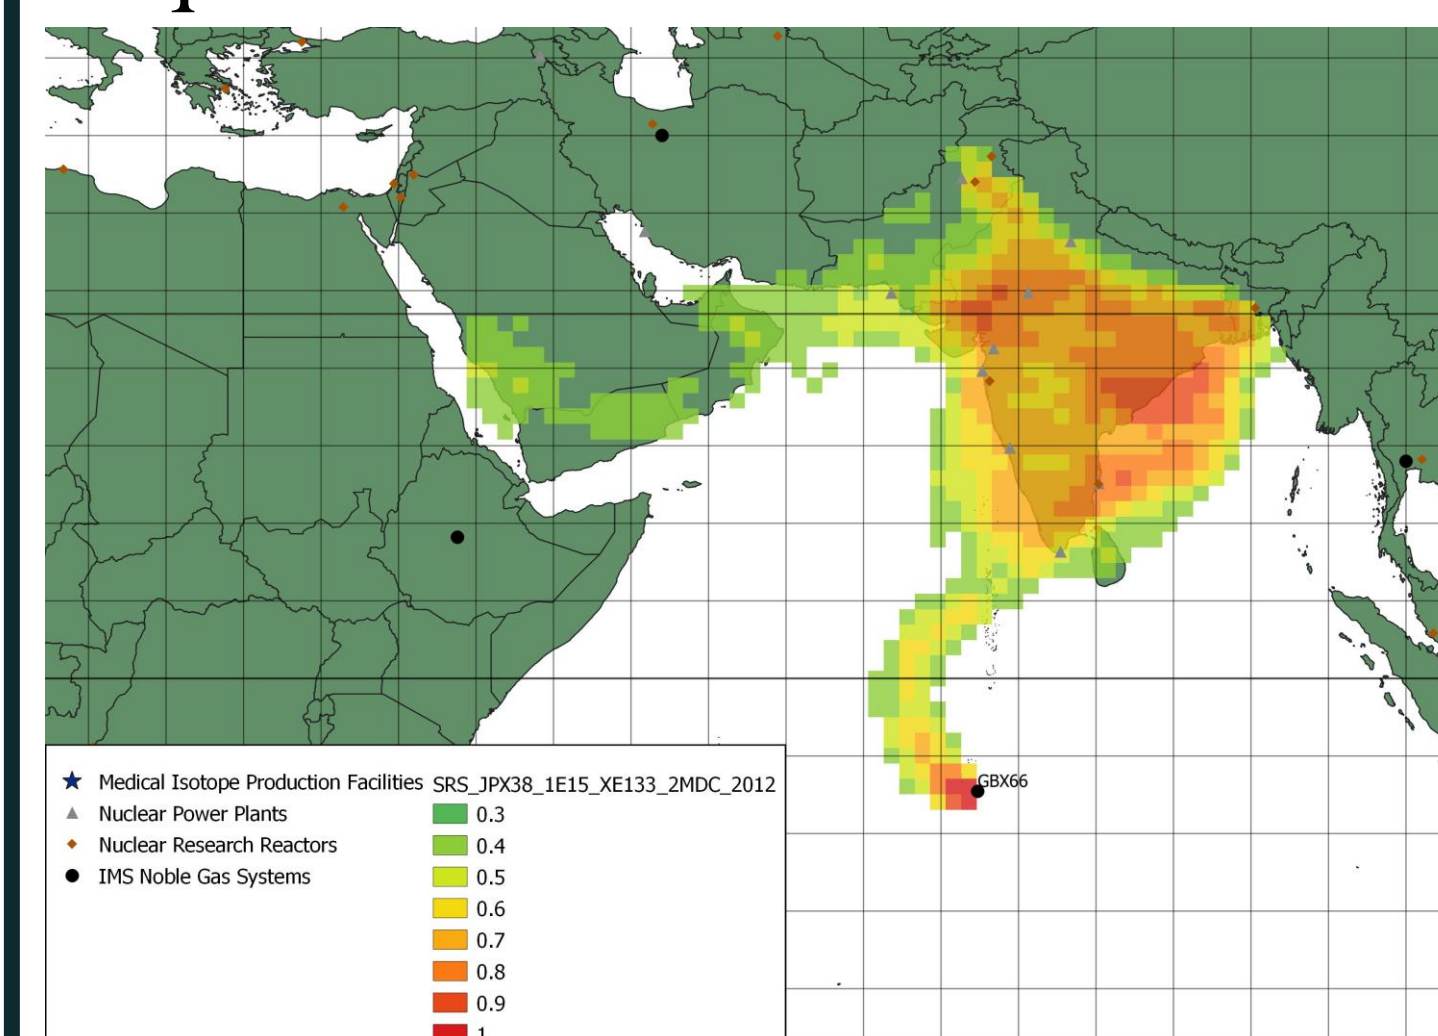 GBX66
Medical Isotope Production Facilities SRS_JPX38_1E15_XE133_2MDC_2012
Nuclear Power Plants 0.3
Nuclear Research Reactors 0.4
IMS Noble Gas Systems 0.5
0.6
0.7
0.8
0.9
1